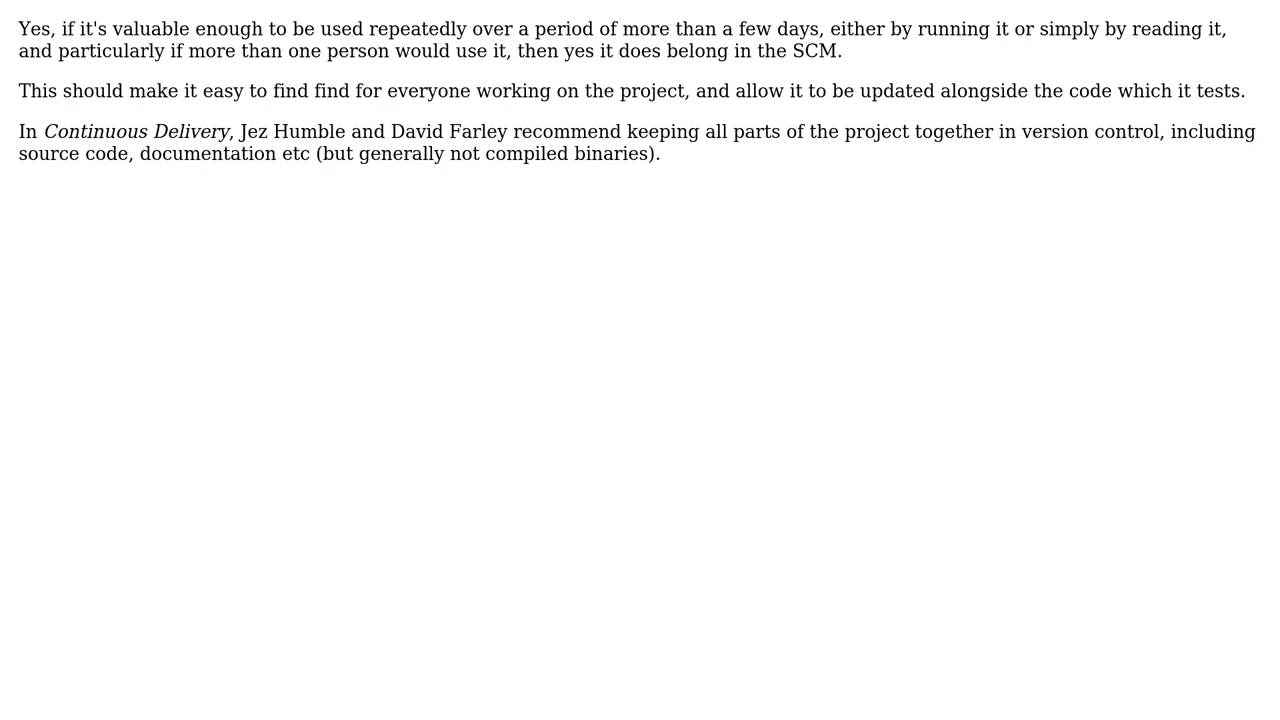 Yes, if it's valuable enough to be used repeatedly over a period of more than a few days, either by running it or simply by reading it,
and particularly if more than one person would use it, then yes it does belong in the SCM.
This should make it easy to find find for everyone working on the project, and allow it to be updated alongside the code which it tests.
In Continuous Delivery, Jez Humble and David Farley recommend keeping all parts of the project together in version control, including
source code, documentation etc (but generally not compiled binaries).